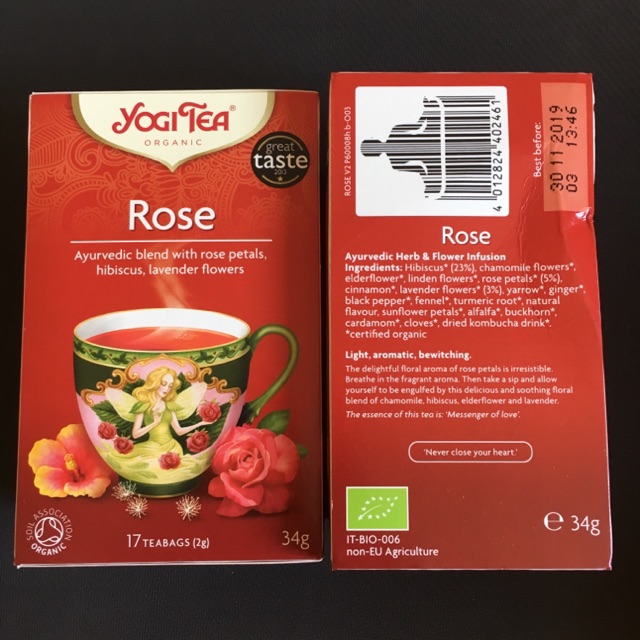 YOGI TEA®
ORGANIC
great
taste
2013
Rose
Ayurvedic blend with rose petals,
hibiscus, lavender flowers
SOIL ASSOCIATION
ORGANIC
17 TEABAGS (2g)
34g
ROSE V2 P60008h b-003
4 012824 402461
Best before:
30 11 2019
03 13:46
Rose
Ayurvedic Herb & Flower Infusion
Ingredients: Hibiscus* (23%), chamomile flowers*,
elderflower*, linden flowers*, rose petals* (5%),
cinnamon*, lavender flowers* (3%), yarrow*, ginger*,
black pepper*, fennel*, turmeric root*, natural
flavour, sunflower petals*, alfalfa*, buckhorn*,
cardamom*, cloves*, dried kombucha drink*.
*certified organic
Light, aromatic, bewitching.
The delightful floral aroma of rose petals is irresistible.
Breathe in the fragrant aroma. Then take a sip and allow
yourself to be engulfed by this delicious and soothing floral
blend of chamomile, hibiscus, elderflower and lavender.
The essence of this tea is: 'Messenger of love'.
'Never close your heart.'
IT-BIO-006
non-EU Agriculture
℮ 34g